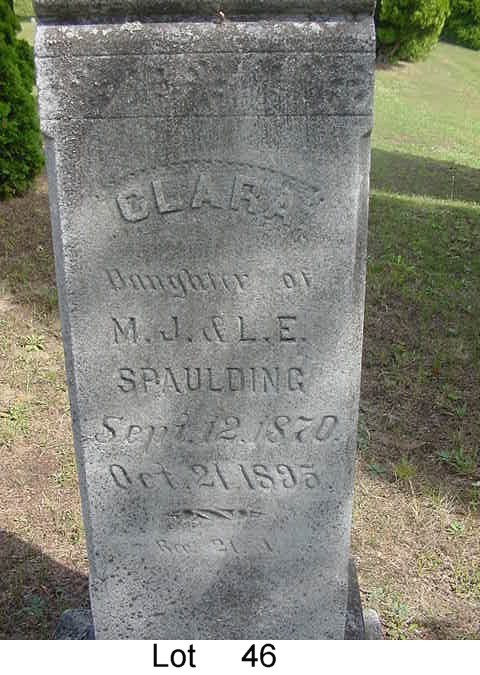 CLARA
Daughter of
M. J. & L. E.
SPAULDING
Sept. 12, 1870.
Oct. 21, 1895.
Lot 46